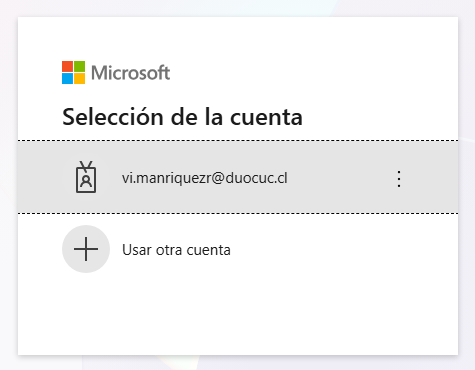 Microsoft
Selección de la cuenta
vi.manriquezr@duocuc.cl
Usar otra cuenta